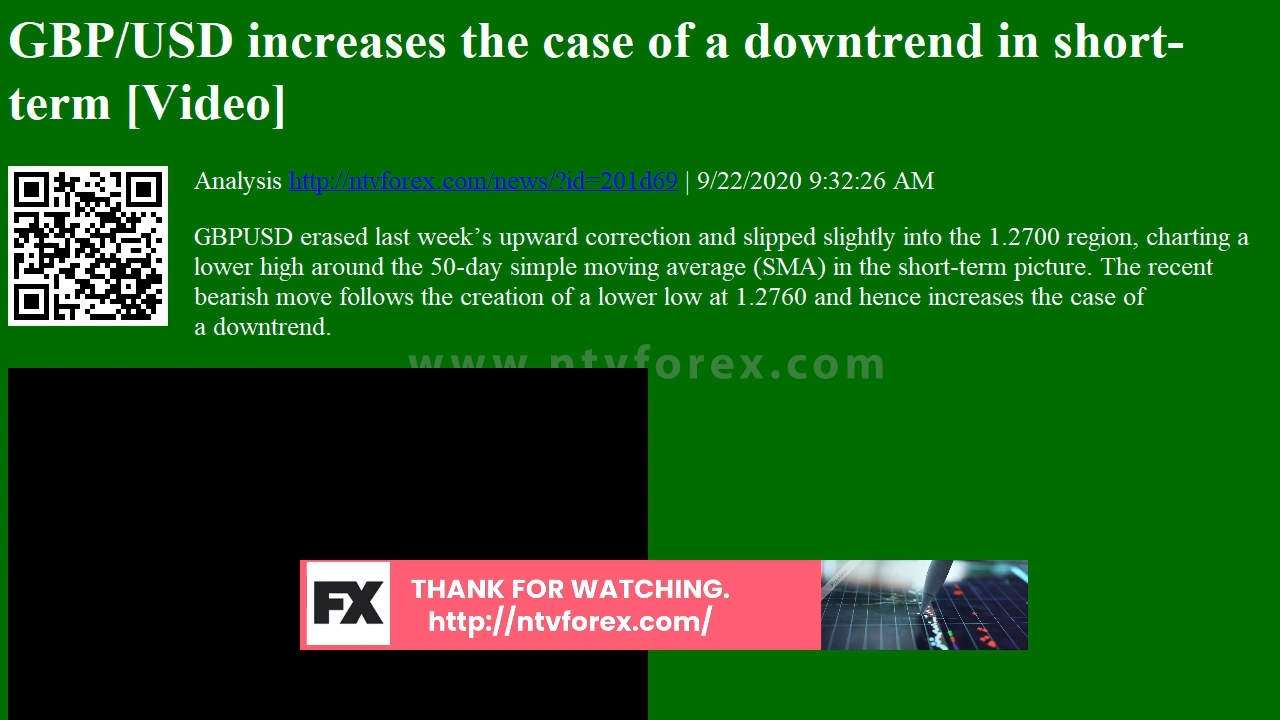 GBP/USD increases the case of a downtrend in short-
term [Video]
Analysis http://ntvforex.com/news/?id=201d69 | 9/22/2020 9:32:26 AM
GBPUSD erased last week’s upward correction and slipped slightly into the 1.2700 region, charting a
lower high around the 50-day simple moving average (SMA) in the short-term picture. The recent
bearish move follows the creation of a lower low at 1.2760 and hence increases the case of
a downtrend.
www.ntvforex.com
FX
THANK FOR WATCHING.
http://ntvforex.com/